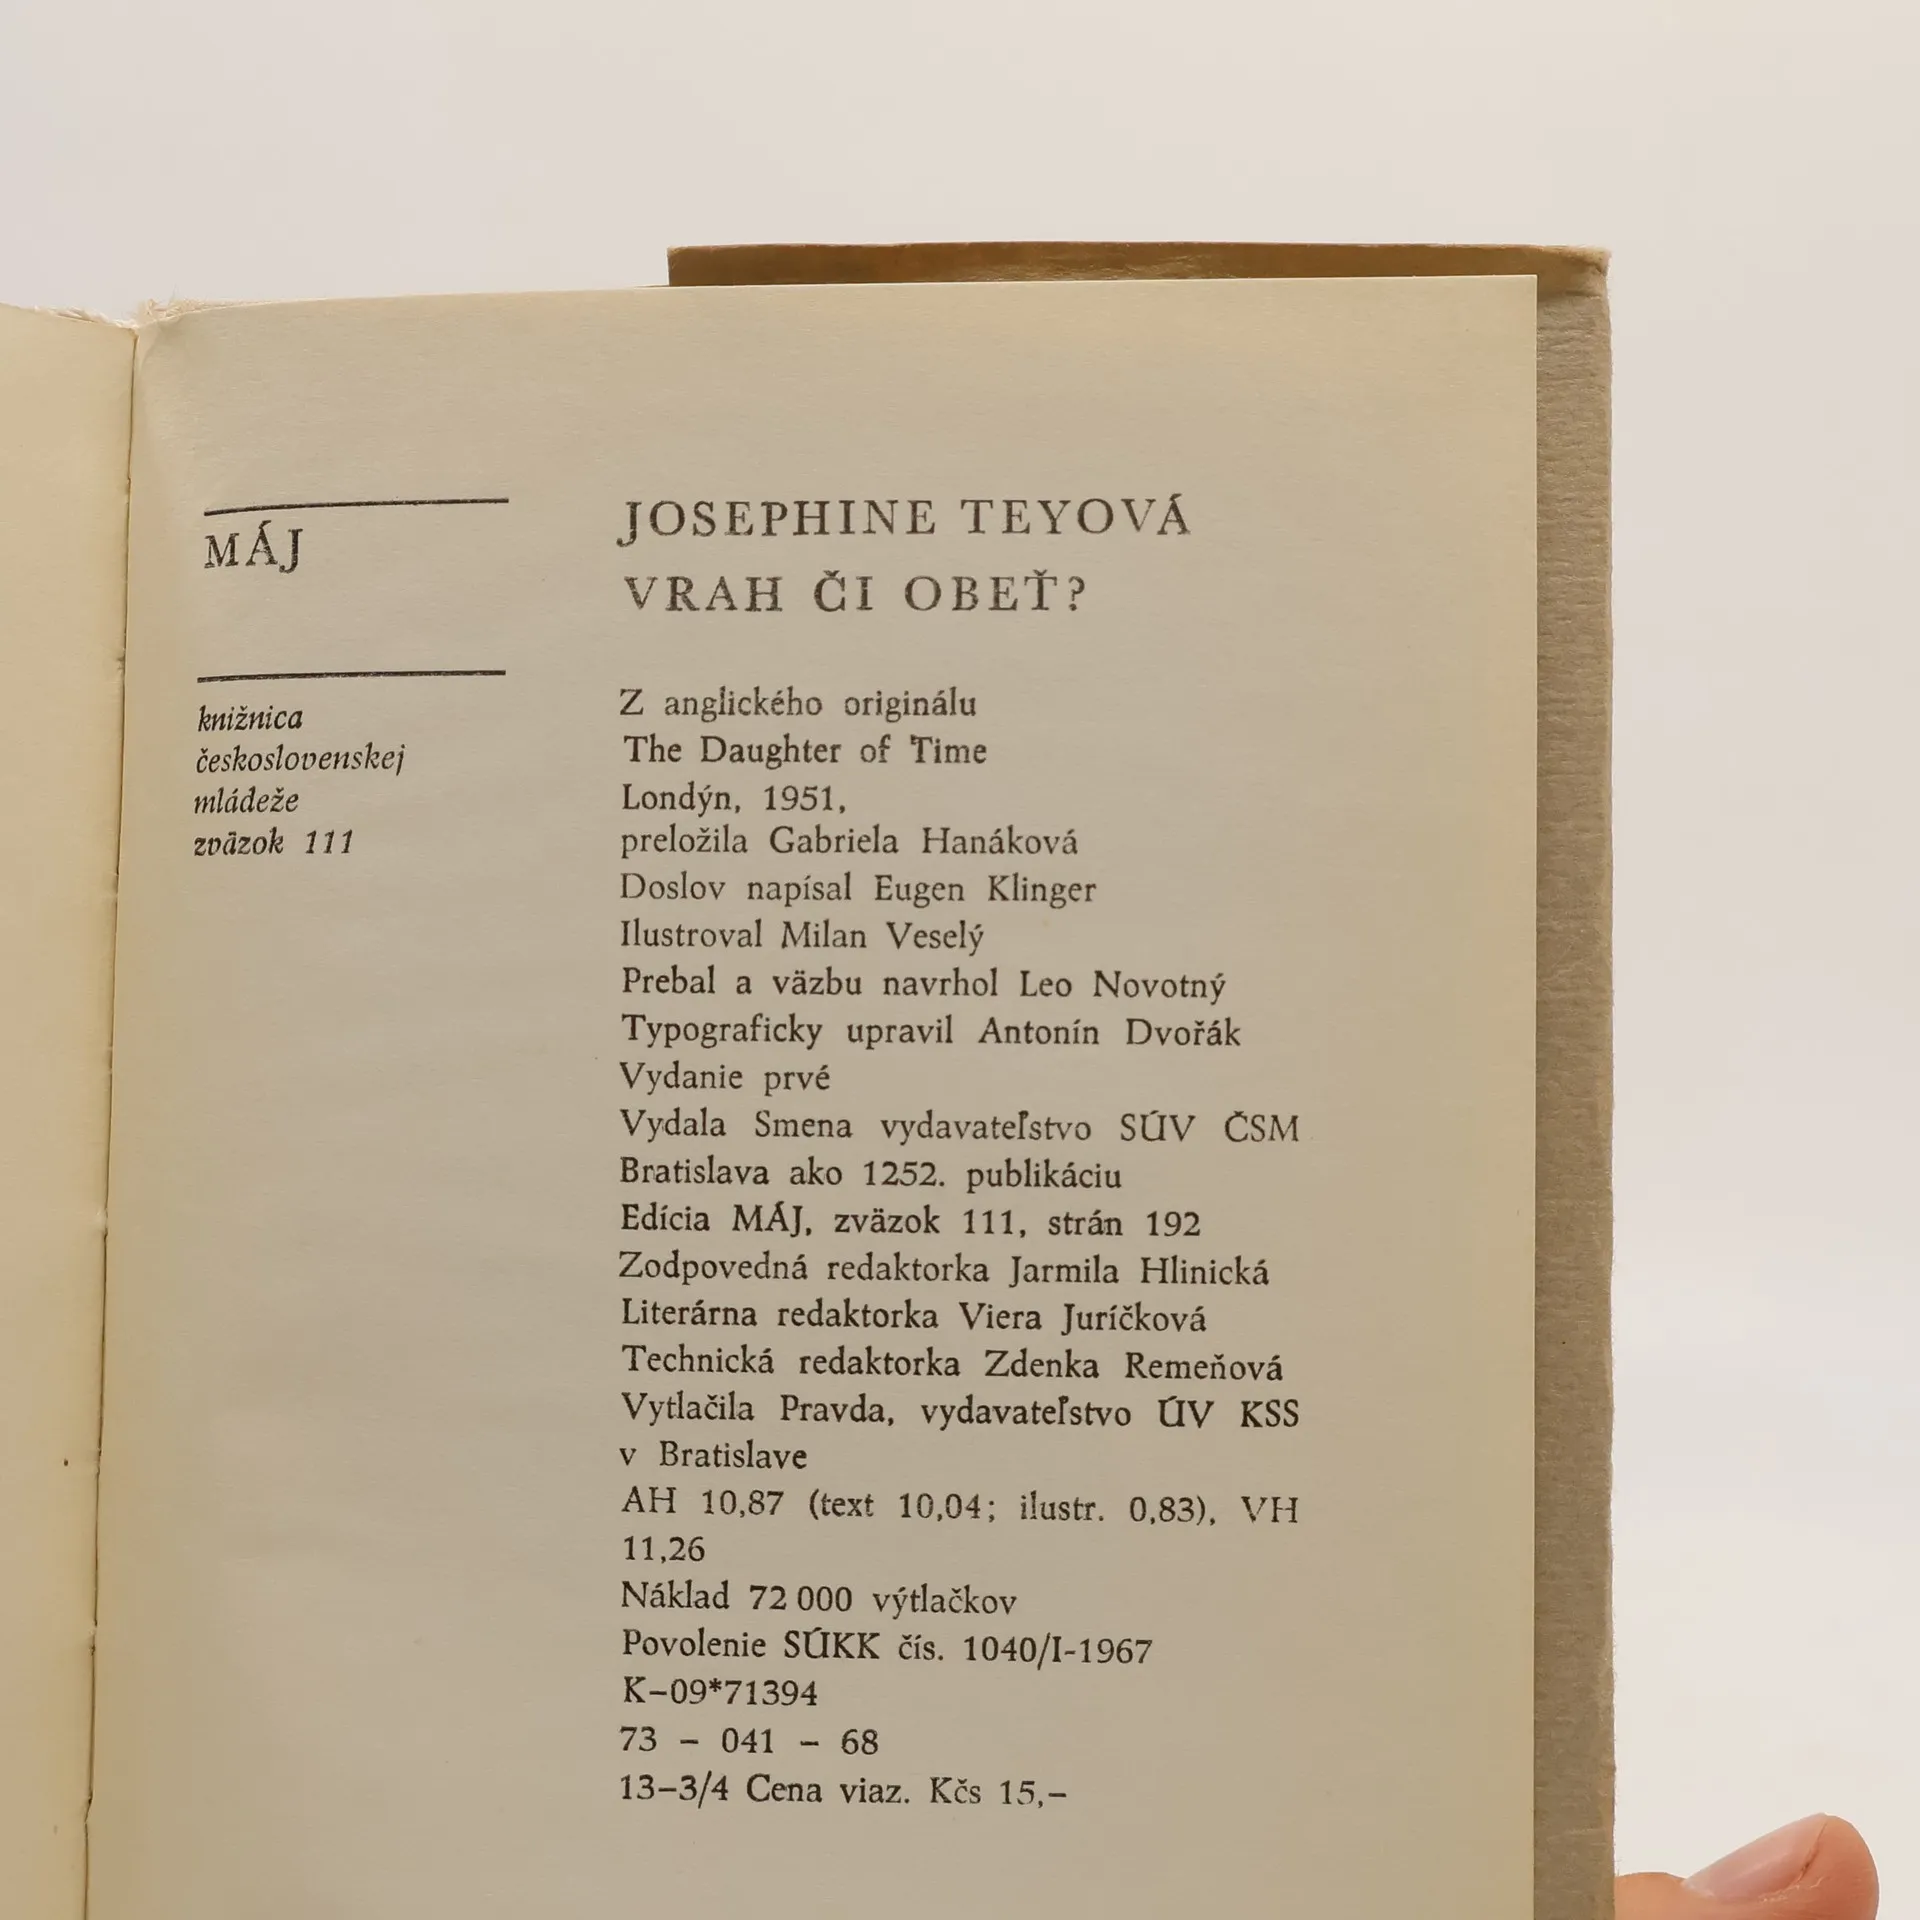 MÁJ
knižnica
československej
mládeže
zväzok 111
JOSEPHINE TEYOVÁ
VRAH ČI OBEŤ?
Z anglického originálu
The Daughter of Time
Londýn, 1951,
preložila Gabriela Hanáková
Doslov napísal Eugen Klinger
Ilustroval Milan Veselý
Prebal a väzbu navrhol Leo Novotný
Typograficky upravil Antonín Dvořák
Vydanie prvé
Vydala Smena vydavateľstvo SÚV ČSM
Bratislava ako 1252. publikáciu
Edícia MÁJ, zväzok 111, strán 192
Zodpovedná redaktorka Jarmila Hlinická
Literárna redaktorka Viera Juríčková
Technická redaktorka Zdenka Remeňová
Vytlačila Pravda, vydavateľstvo ÚV KSS
v Bratislave
AH 10,87 (text 10,04; ilustr. 0,83), VH
11,26
Náklad 72 000 výtlačkov
Povolenie SÚKK čís. 1040/I-1967
K–09*71394
73 – 041 – 68
13–3/4 Cena viaz. Kčs 15,–